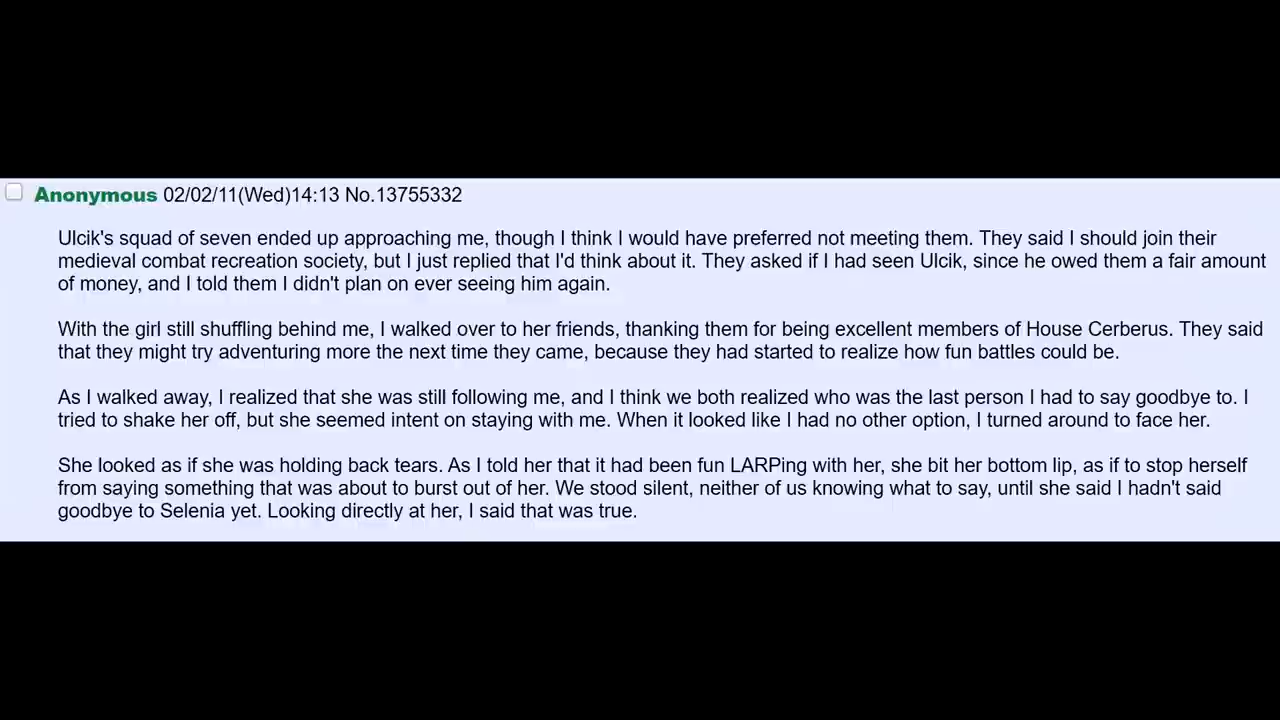 Anonymous 02/02/11(Wed)14:13 No.13755332
Ulcik's squad of seven ended up approaching me, though I think I would have preferred not meeting them. They said I should join their
medieval combat recreation society, but I just replied that I'd think about it. They asked if I had seen Ulcik, since he owed them a fair amount
of money, and I told them I didn't plan on ever seeing him again.
With the girl still shuffling behind me, I walked over to her friends, thanking them for being excellent members of House Cerberus. They said
that they might try adventuring more the next time they came, because they had started to realize how fun battles could be.
As I walked away, I realized that she was still following me, and I think we both realized who was the last person I had to say goodbye to. I
tried to shake her off, but she seemed intent on staying with me. When it looked like I had no other option, I turned around to face her.
She looked as if she was holding back tears. As I told her that it had been fun LARPing with her, she bit her bottom lip, as if to stop herself
from saying something that was about to burst out of her. We stood silent, neither of us knowing what to say, until she said I hadn't said
goodbye to Selenia yet. Looking directly at her, I said that was true.